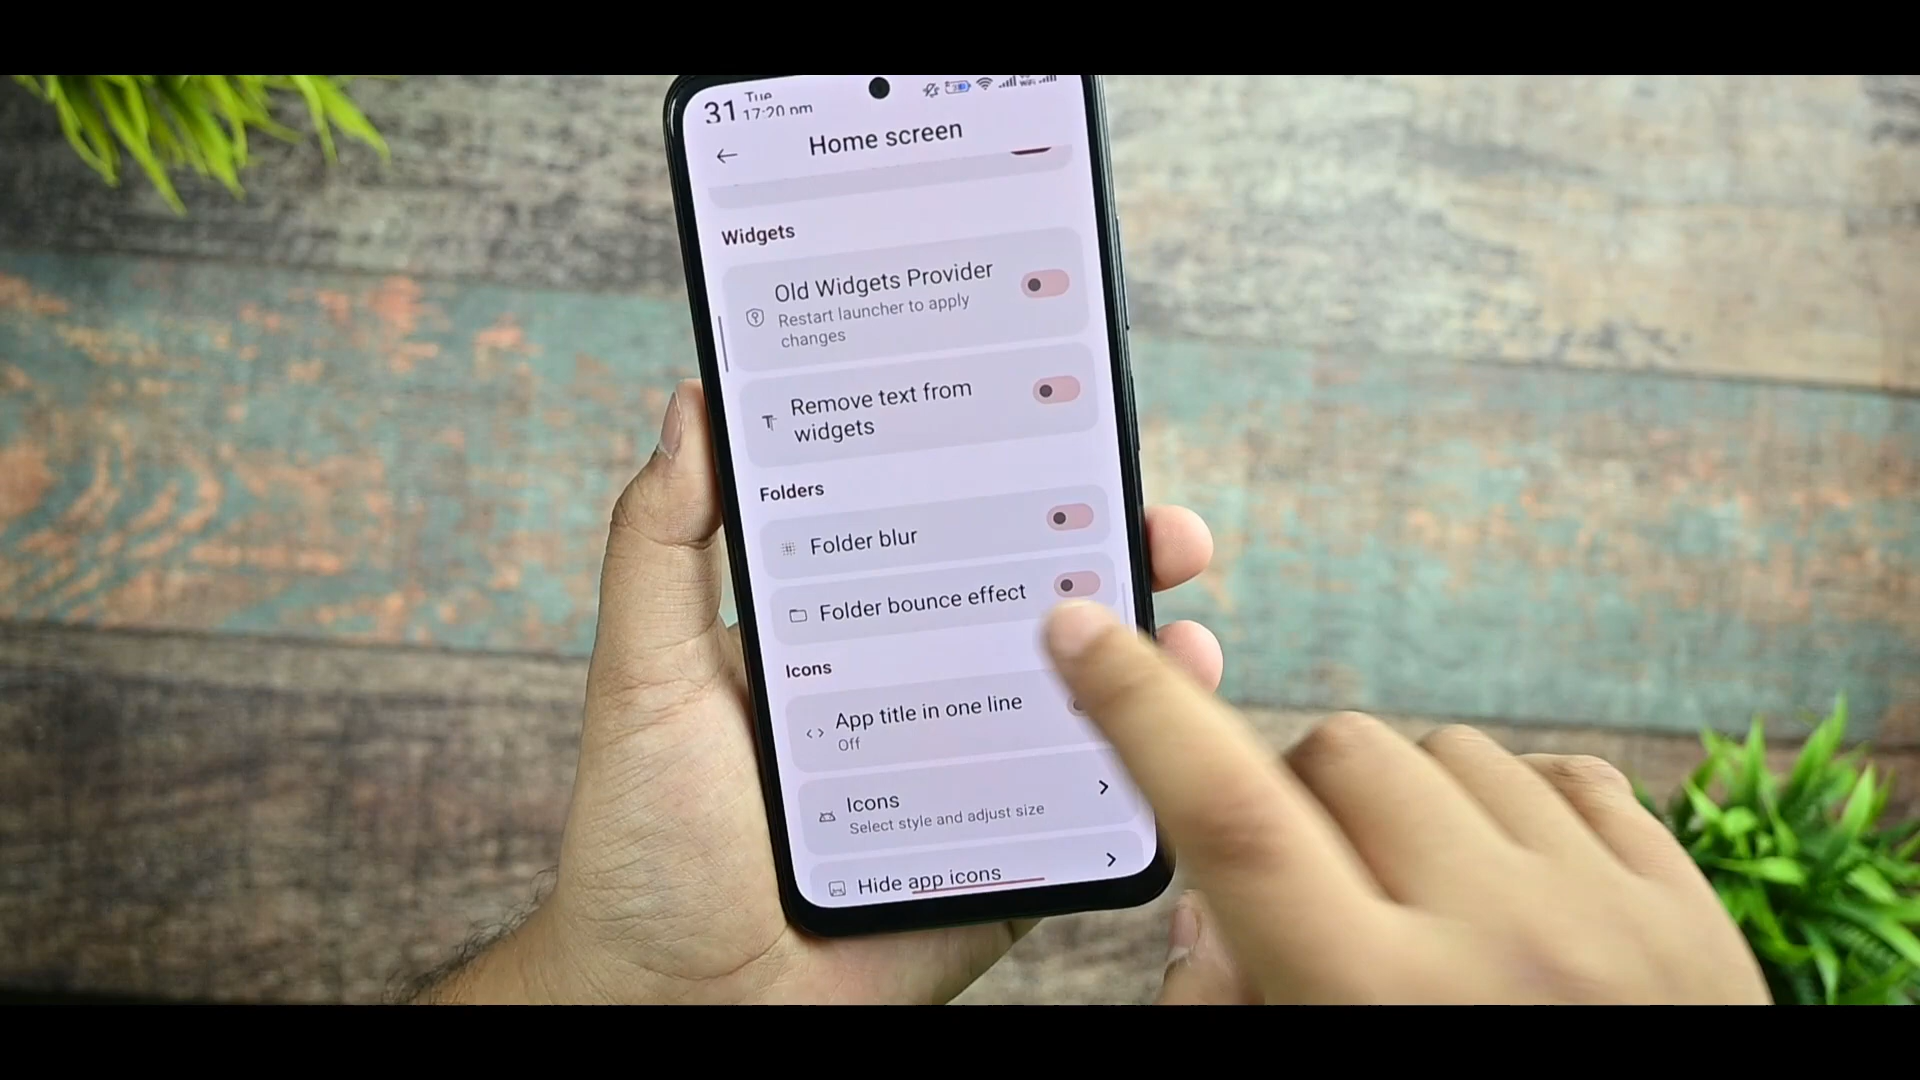 31 Tue
17:20 pm
Home screen
Widgets
Old Widgets Provider
Restart launcher to apply
changes
Remove text from
widgets
Folders
Folder blur
Folder bounce effect
Icons
App title in one line
Off
Icons
Select style and adjust size
Hide app icons